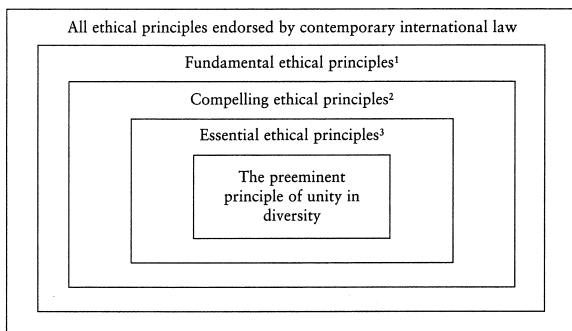 All ethical principles endorsed by contemporary international law
Fundamental ethical principles¹
Compelling ethical principles²
Essential ethical principles³
The preeminent
principle of unity in
diversity